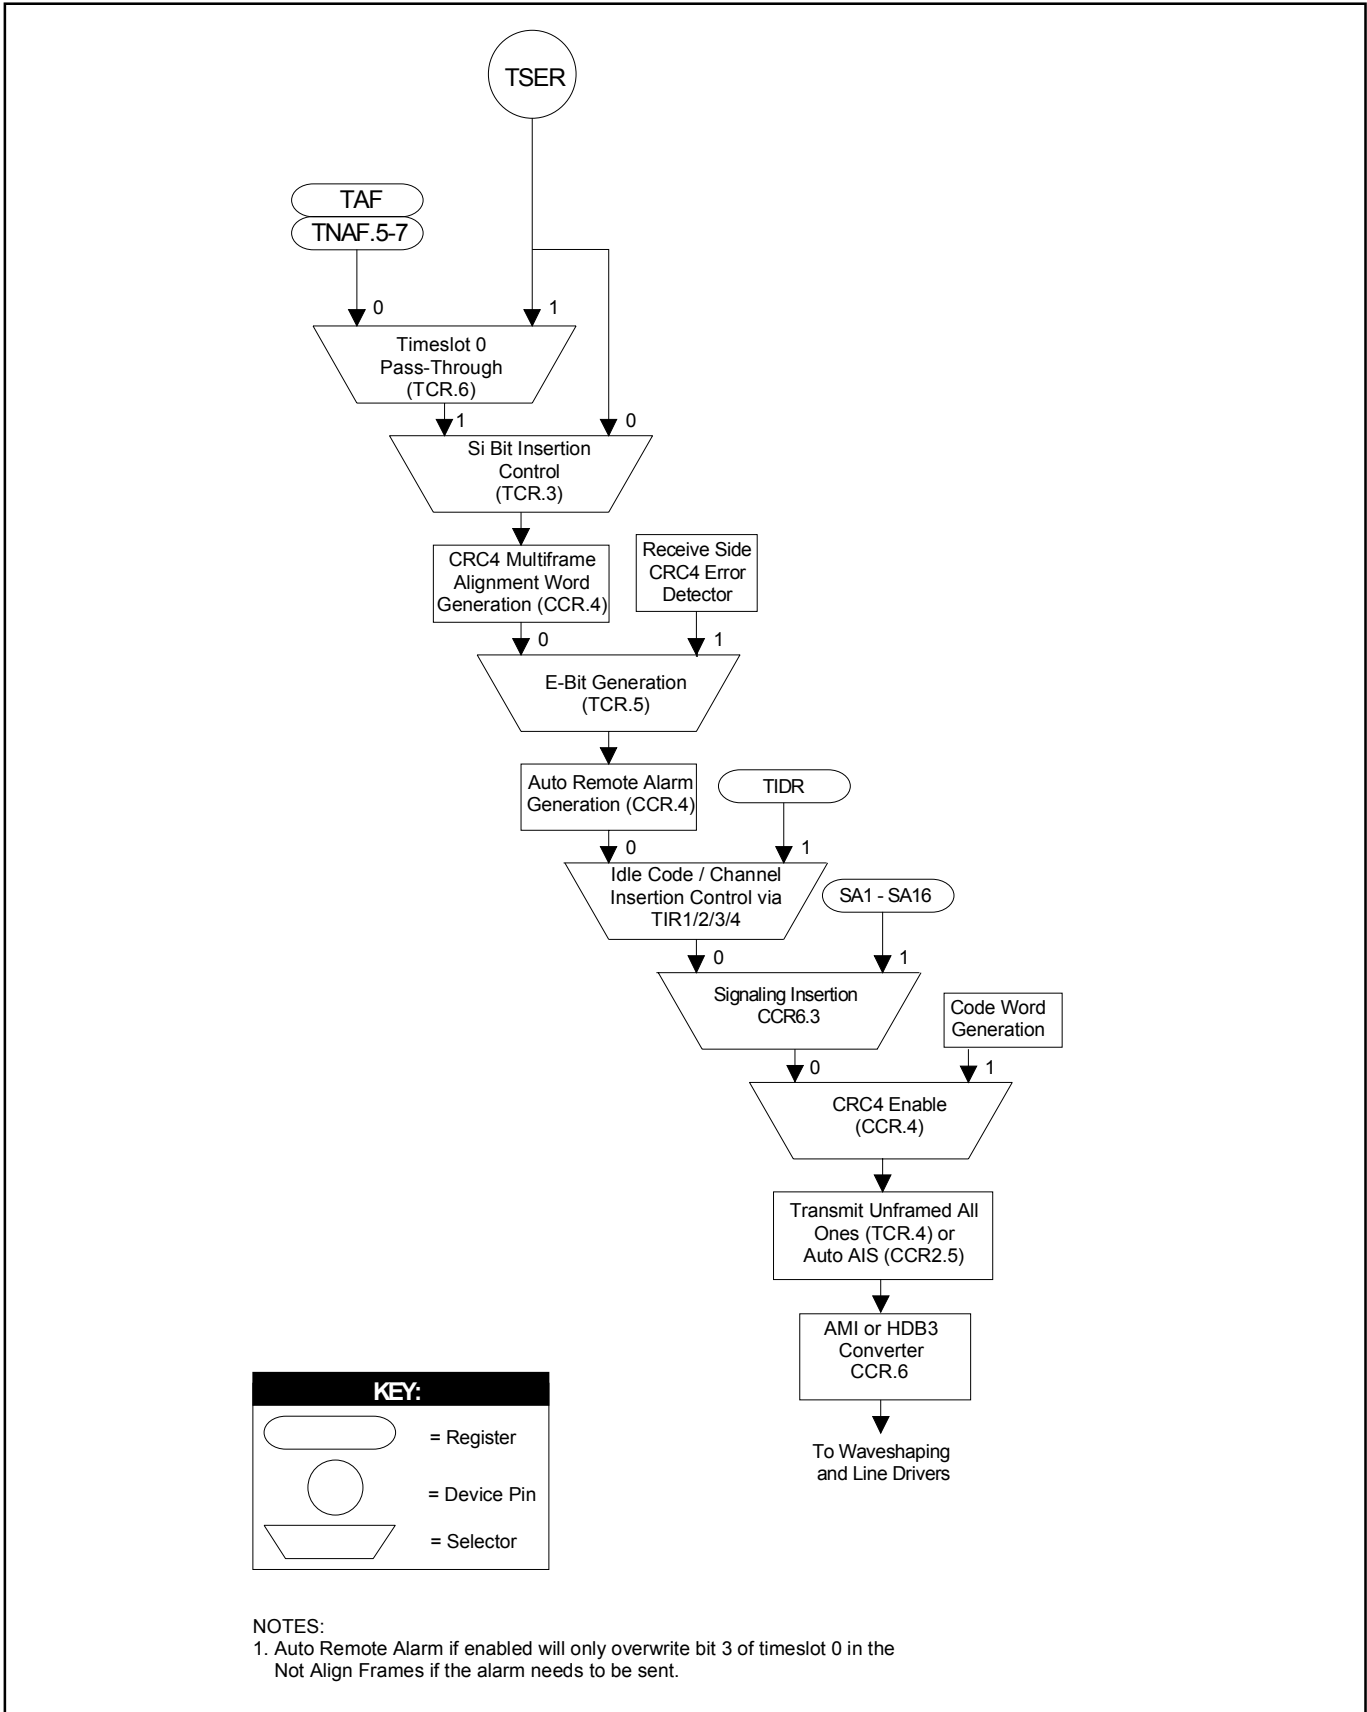 TSER
TAF
TNAF.5-7
0
1
Timeslot 0
Pass-Through
(TCR.6)
1
0
Si Bit Insertion
Control
(TCR.3)
CRC4 Multiframe
Alignment Word
Generation (CCR.4)
Receive Side
CRC4 Error
Detector
0
1
E-Bit Generation
(TCR.5)
Auto Remote Alarm
Generation (CCR.4)
TIDR
0
1
Idle Code / Channel
Insertion Control via
TIR1/2/3/4
SA1 - SA16
0
1
Signaling Insertion
CCR6.3
Code Word
Generation
0
1
CRC4 Enable
(CCR.4)
Transmit Unframed All
Ones (TCR.4) or
Auto AIS (CCR2.5)
AMI or HDB3
Converter
CCR.6
To Waveshaping
and Line Drivers
KEY:
= Register
= Device Pin
= Selector
NOTES:
1. Auto Remote Alarm if enabled will only overwrite bit 3 of timeslot 0 in the
Not Align Frames if the alarm needs to be sent.